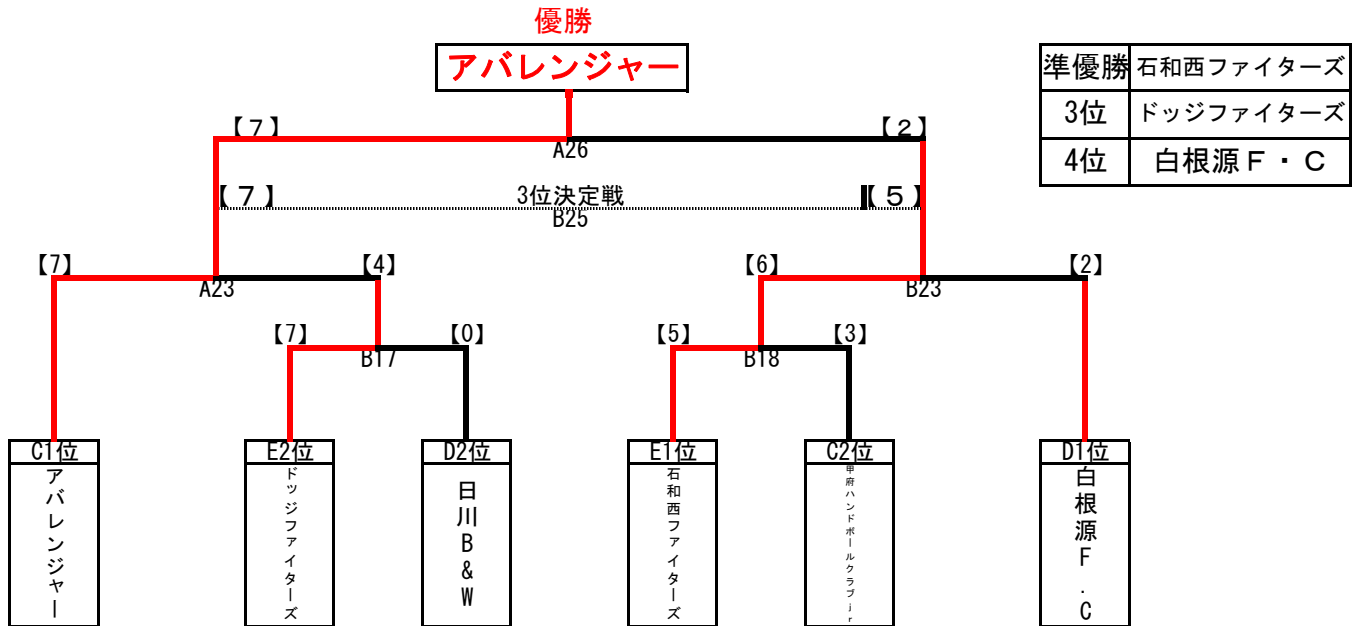 優勝
アバレンジャー
準優勝 石和西ファイターズ
3位 ドッジファイターズ
4位 白根源Ｆ・Ｃ
【７】 【２】
A26
【７】 3位決定戦 【５】
B25
【7】 【4】 【6】 【2】
A23 B23
【7】 【0】 【5】 【3】
B17 B18
C1位 E2位 D2位 E1位 C2位 D1位
アバレンジャー
ドッジファイターズ
日川B&W
石和西ファイターズ
甲府ハンドボールクラブjr
白根源F.C